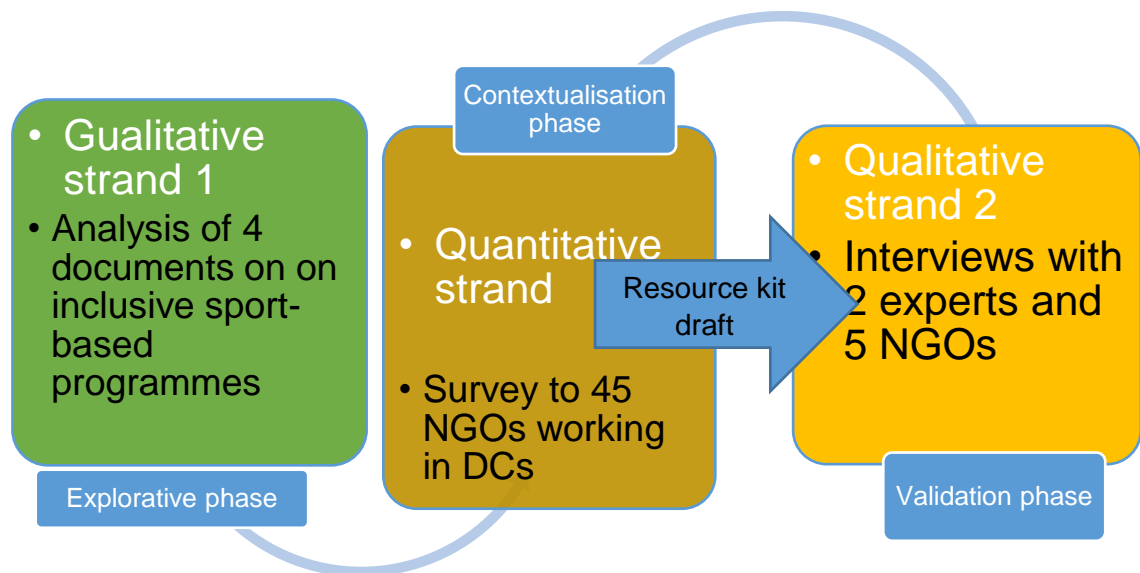 • Gualitative
strand 1
• Analysis of 4
documents on on
inclusive sport-
based
programmes
Explorative phase
Contextualisation
phase
• Quantitative
strand
• Survey to 45
NGOs working
in DCs
Resource kit
draft
• Qualitative
strand 2
• Interviews with
2 experts and
5 NGOs
Validation phase